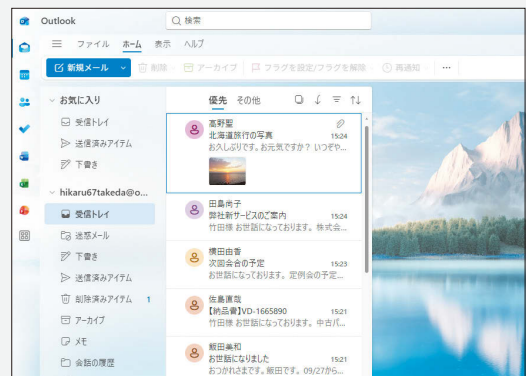 Outlook
検索
ファイル ホーム 表示 ヘルプ
新規メール 削除 アーカイブ フラグを設定/フラグを解除 再通知 …
お気に入り
受信トレイ
送信済みアイテム
下書き
hikaru67takeda@o...
受信トレイ
迷惑メール
下書き
送信済みアイテム
削除済みアイテム 1
アーカイブ
メモ
会話の履歴
優先 その他
高野聖
北海道旅行の写真 15:24
お久しぶりです。お元気ですか？ いつぞや...
田島尚子
弊社新サービスのご案内 15:24
竹田様 お世話になっております。株式会...
横田由香
次回会合の予定 15:23
お世話になっております。定例会の予定...
佐島直哉
【納品書】VD-1665890 15:21
竹田様 お世話になっております。中古パ...
飯田美和
お世話になりました 15:21
おつかれさまです。飯田です。09/27から...